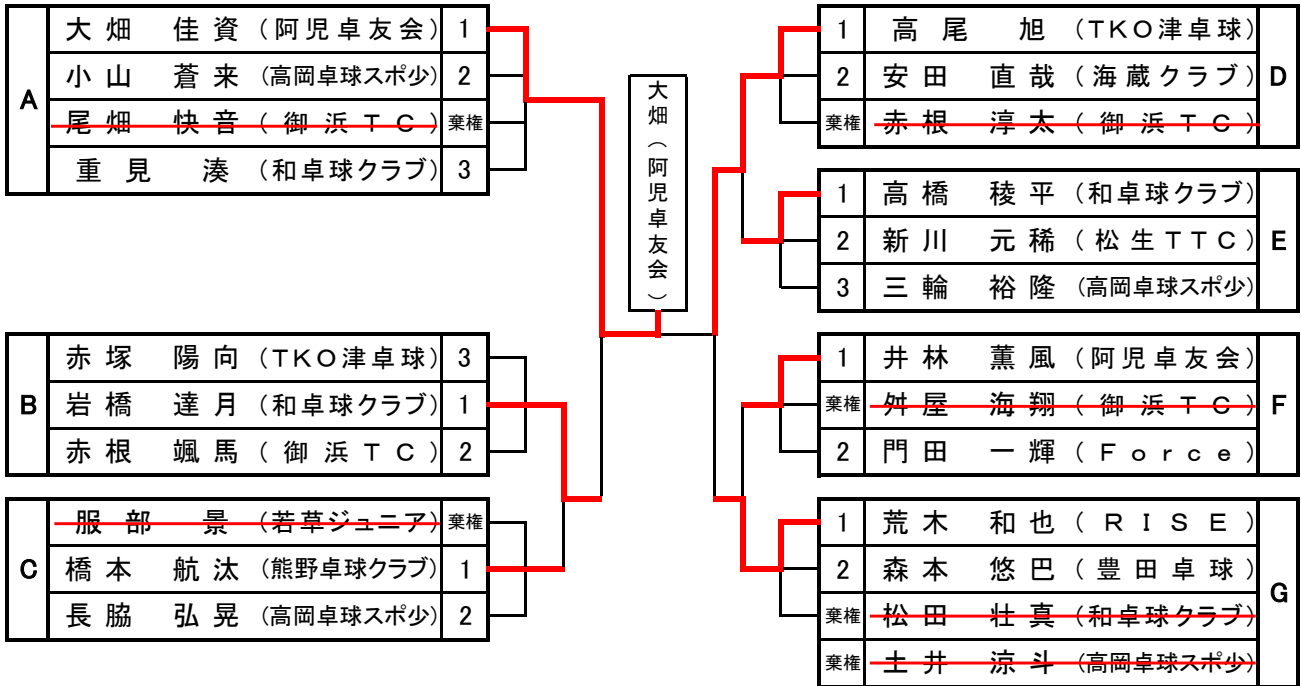 A
大畑 佳資 (阿児卓友会) 1
小山 蒼来 (高岡卓球スポ少) 2
尾畑 快音 (御浜TC) 棄権
重見 湊 (和卓球クラブ) 3
B
赤塚 陽向 (TKO津卓球) 3
岩橋 達月 (和卓球クラブ) 1
赤根 颯馬 (御浜TC) 2
C
服部 景 (若草ジュニア) 棄権
橋本 航汰 (熊野卓球クラブ) 1
長脇 弘晃 (高岡卓球スポ少) 2
大畑(阿児卓友会)
D
1 高尾 旭 (TKO津卓球)
2 安田 直哉 (海蔵クラブ)
棄権 赤根 淳太 (御浜TC)
E
1 高橋 稜平 (和卓球クラブ)
2 新川 元稀 (松生TTC)
3 三輪 裕隆 (高岡卓球スポ少)
F
1 井林 薫風 (阿児卓友会)
棄権 舛屋 海翔 (御浜TC)
2 門田 一輝 (Force)
G
1 荒木 和也 (RISE)
2 森本 悠巴 (豊田卓球)
棄権 松田 壮真 (和卓球クラブ)
棄権 土井 涼斗 (高岡卓球スポ少)